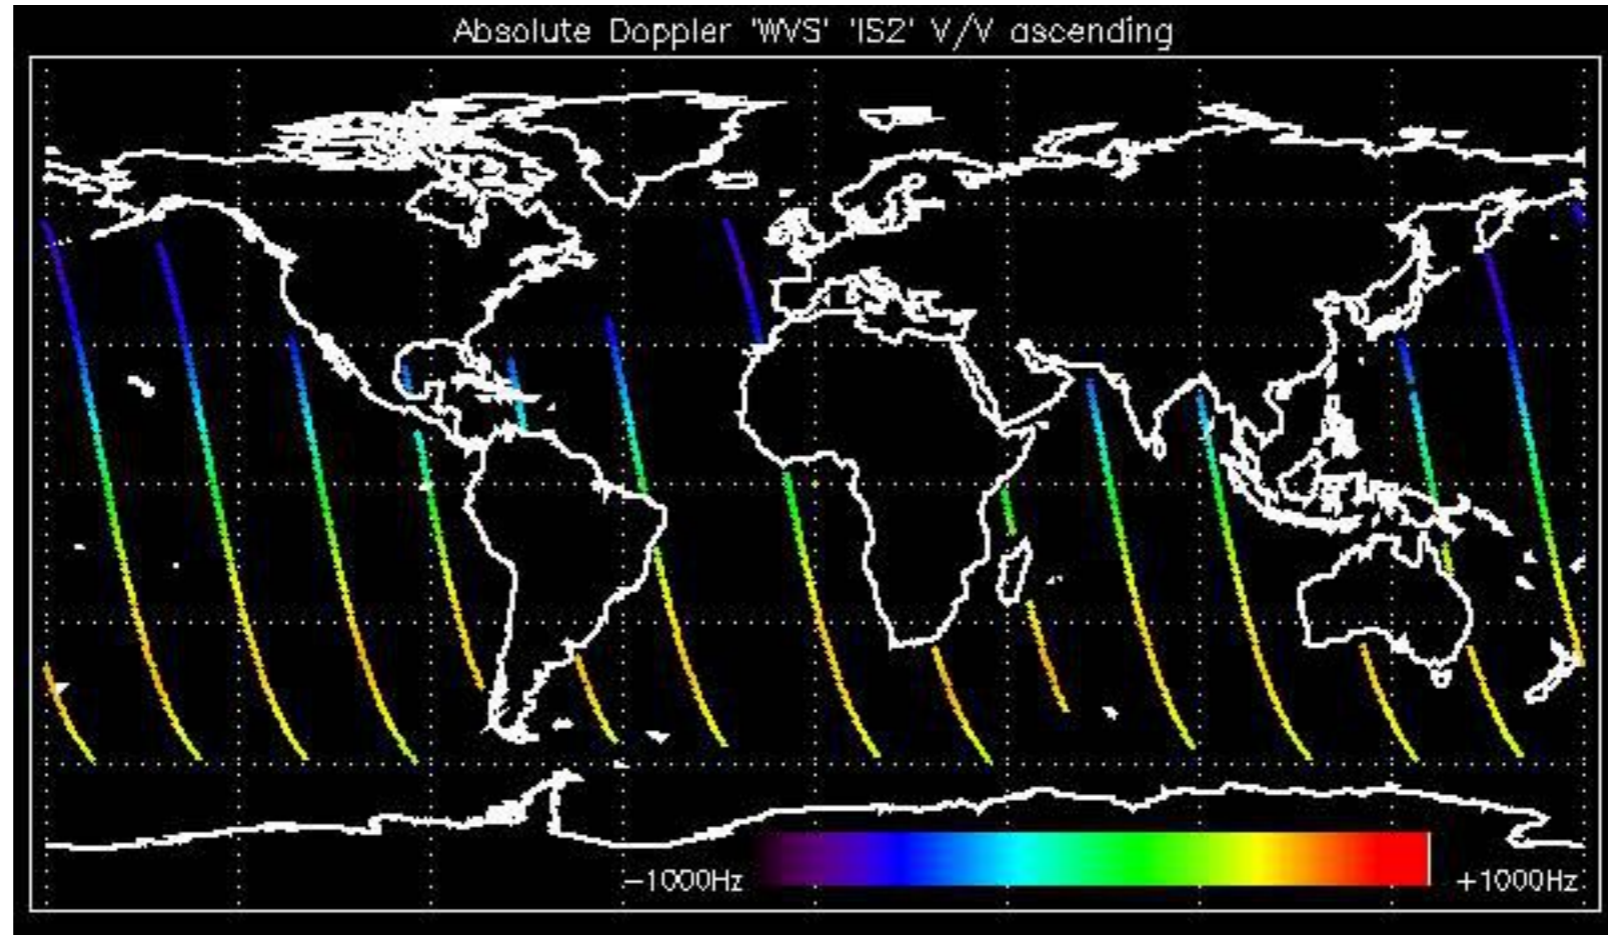 Absolute Doppler 'WVS' 'IS2' V/V ascending
−1000Hz +1000Hz